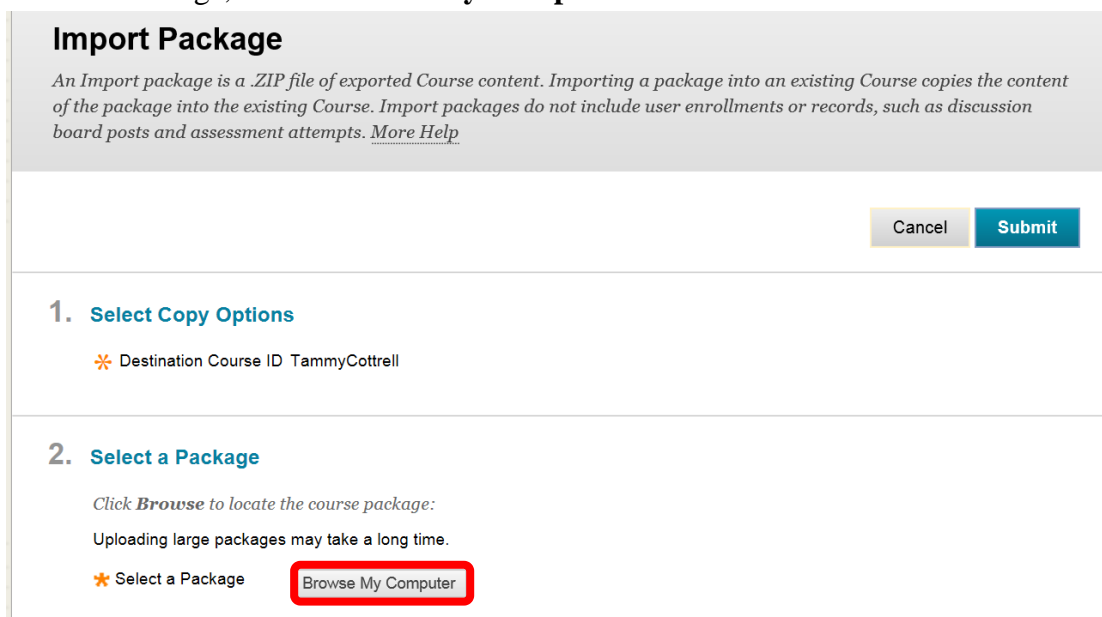 Import Package
An Import package is a .ZIP file of exported Course content. Importing a package into an existing Course copies the content
of the package into the existing Course. Import packages do not include user enrollments or records, such as discussion
board posts and assessment attempts. More Help
Cancel Submit
1. Select Copy Options
* Destination Course ID TammyCottrell
2. Select a Package
Click Browse to locate the course package:
Uploading large packages may take a long time.
* Select a Package Browse My Computer